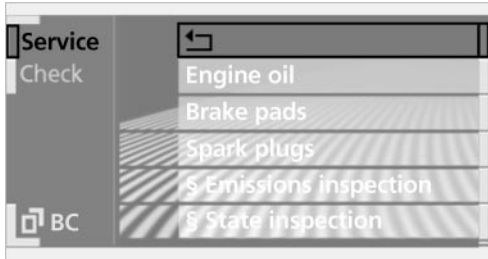 Service
Check
Engine oil
Brake pads
Spark plugs
§ Emissions inspection
§ State inspection
BC